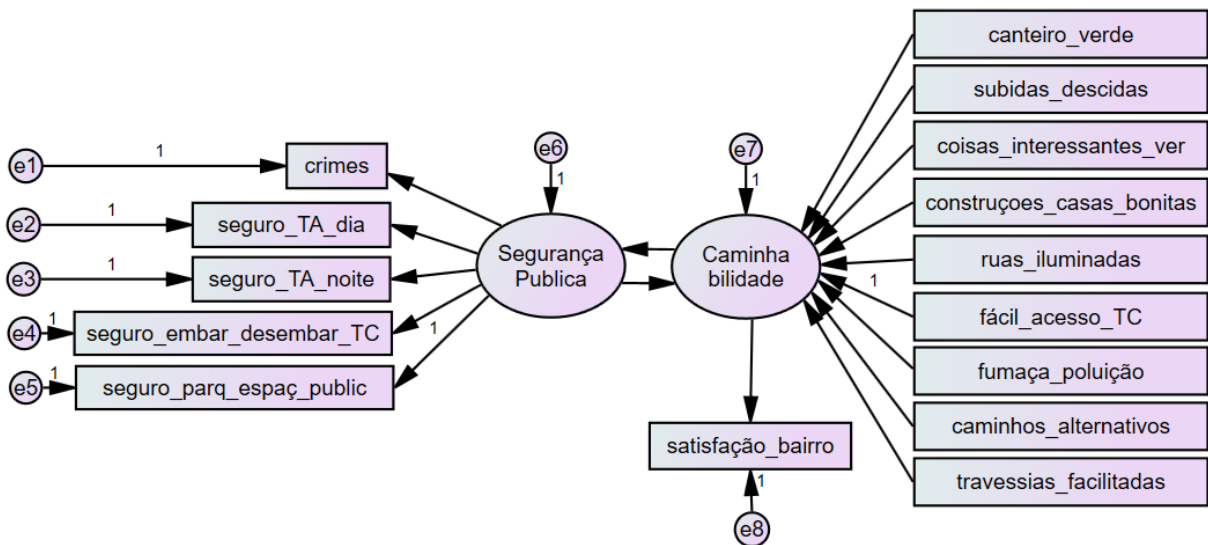 canteiro_verde
subidas_descidas
coisas_interessantes_ver
construçoes_casas_bonitas
ruas_iluminadas
1
fácil_acesso_TC
fumaça_poluição
caminhos_alternativos
travessias_facilitadas
e1
1
crimes
e2
1
seguro_TA_dia
e3
1
seguro_TA_noite
e4
1
seguro_embar_desembar_TC
1
e5
1
seguro_parq_espaç_public
e6
1
Segurança
Publica
e7
1
Caminha
bilidade
satisfação_bairro
1
e8